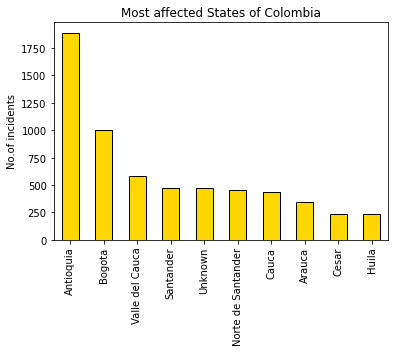 Most affected States of Colombia
No.of incidents
1750
1500
1250
1000
750
500
250
0
Antioquia
Bogota
Valle del Cauca
Santander
Unknown
Norte de Santander
Cauca
Arauca
Cesar
Huila